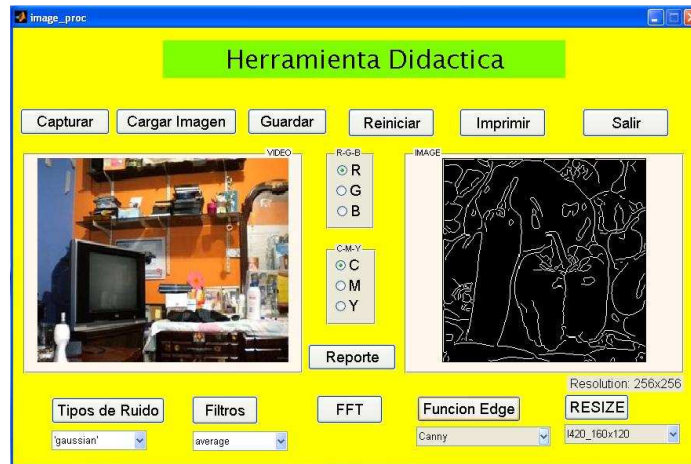 image_proc
Herramienta Didactica
Capturar Cargar Imagen Guardar Reiniciar Imprimir Salir
VIDEO R-G-B IMAGE
R
G
B
C-M-Y
C
M
Y
Reporte
Resolution: 256x256
Tipos de Ruido Filtros FFT Funcion Edge RESIZE
'gaussian' average Canny I420_160x120